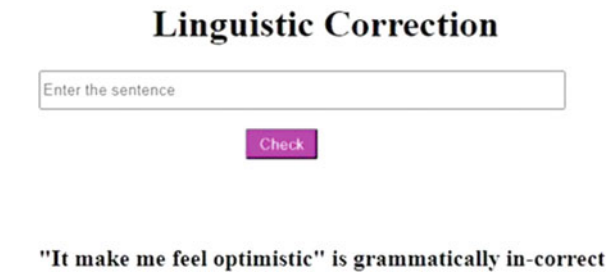 Linguistic Correction
Enter the sentence
Check
"It make me feel optimistic" is grammatically in-correct